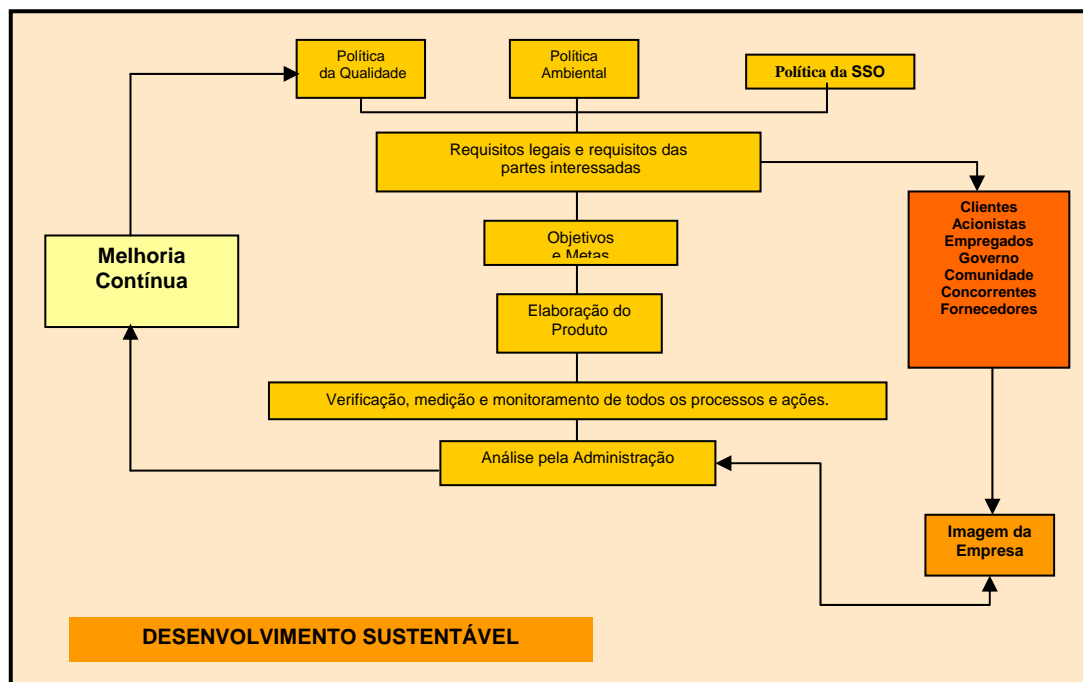 Política
da Qualidade
Política
Ambiental
Política da SSO
Requisitos legais e requisitos das
partes interessadas
Clientes
Acionistas
Empregados
Governo
Comunidade
Concorrentes
Fornecedores
Objetivos
e Metas
Melhoria
Contínua
Elaboração do
Produto
Verificação, medição e monitoramento de todos os processos e ações.
Análise pela Administração
Imagem da
Empresa
DESENVOLVIMENTO SUSTENTÁVEL